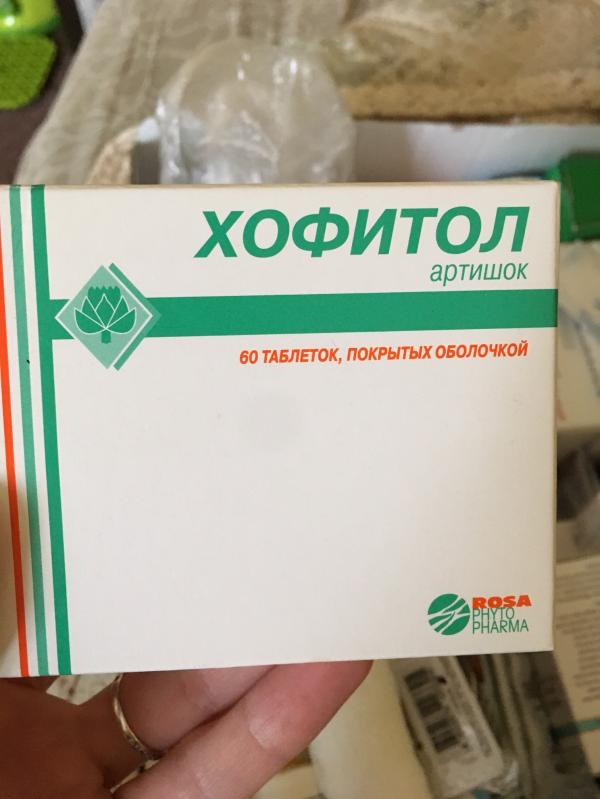 ХОФИТОЛ
артишок
60 ТАБЛЕТОК, ПОКРЫТЫХ ОБОЛОЧКОЙ
ROSA
PHYTO
PHARMA